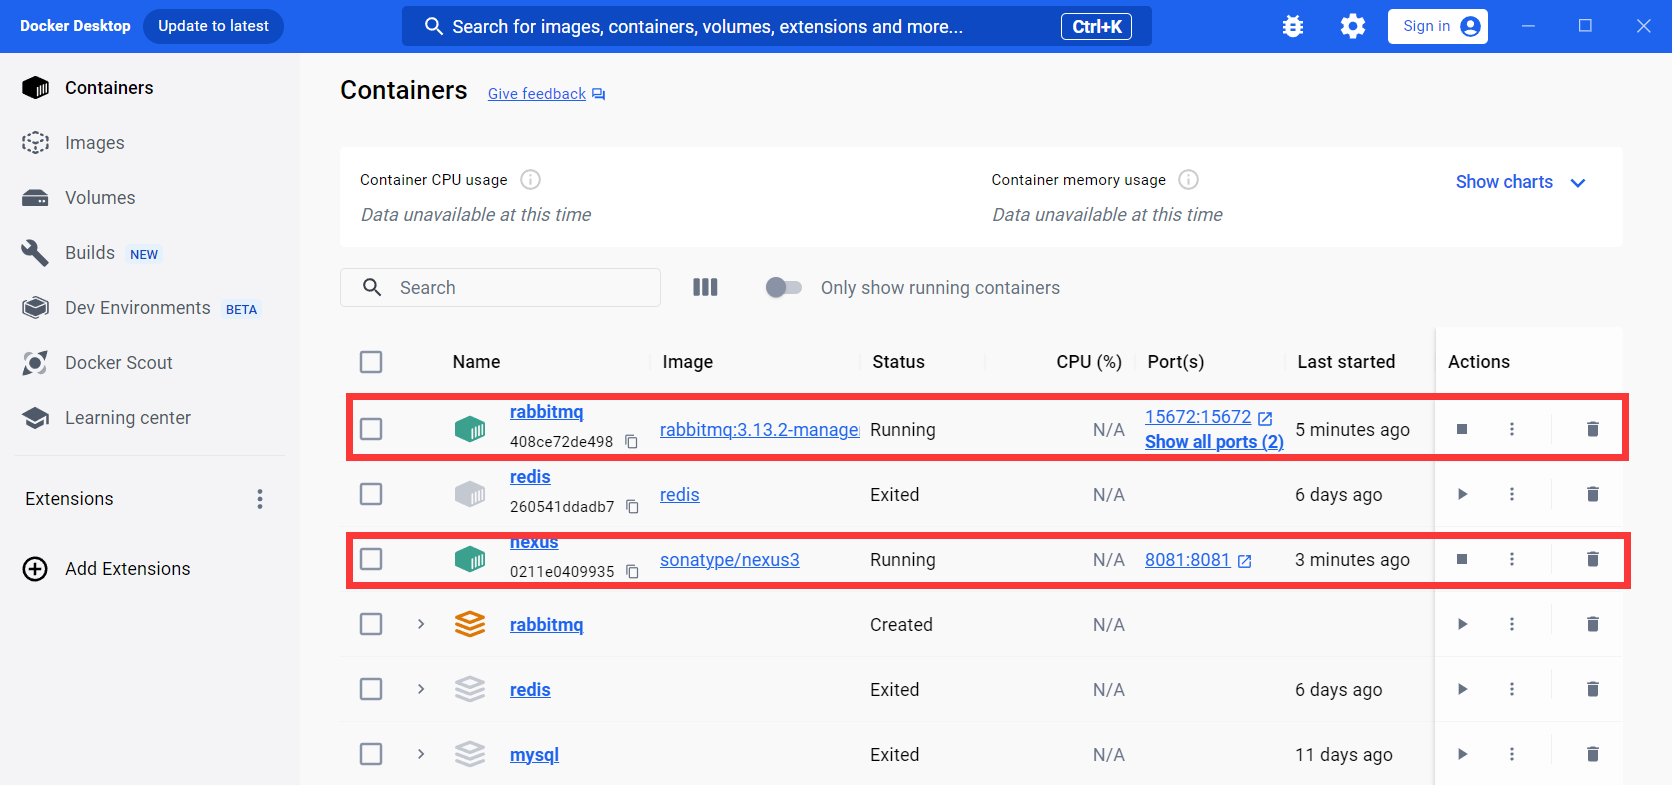 Docker Desktop Update to latest Search for images, containers, volumes, extensions and more... Ctrl+K Sign in
Containers
Images
Volumes
Builds NEW
Dev Environments BETA
Docker Scout
Learning center
Extensions
Add Extensions
Containers Give feedback
Container CPU usage Container memory usage Show charts
Data unavailable at this time Data unavailable at this time
Search Only show running containers
Name Image Status CPU (%) Port(s) Last started Actions
rabbitmq
408ce72de498 rabbitmq:3.13.2-manage Running N/A 15672:15672 5 minutes ago
Show all ports (2)
redis
260541ddadb7 redis Exited N/A 6 days ago
nexus
0211e0409935 sonatype/nexus3 Running N/A 8081:8081 3 minutes ago
rabbitmq Created N/A
redis Exited N/A 6 days ago
mysql Exited N/A 11 days ago